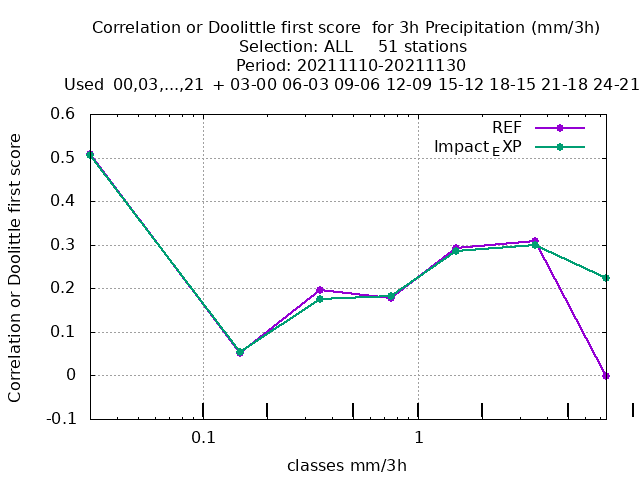 Correlation or Doolittle first score  for 3h Precipitation (mm/3h)
Selection: ALL     51 stations
Period: 20211110-20211130
Used  00,03,...,21  + 03-00 06-03 09-06 12-09 15-12 18-15 21-18 24-21
0.6
REF
Impact_EXP
0.5
0.4
0.3
0.2
0.1
0
-0.1
Correlation or Doolittle first score
0.1
1
classes mm/3h